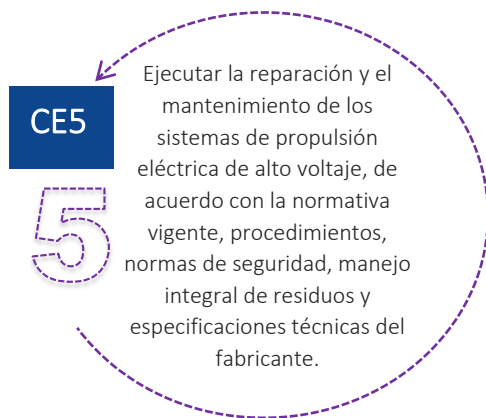 CE5
5
Ejecutar la reparación y el
mantenimiento de los
sistemas de propulsión
eléctrica de alto voltaje, de
acuerdo con la normativa
vigente, procedimientos,
normas de seguridad, manejo
integral de residuos y
especificaciones técnicas del
fabricante.